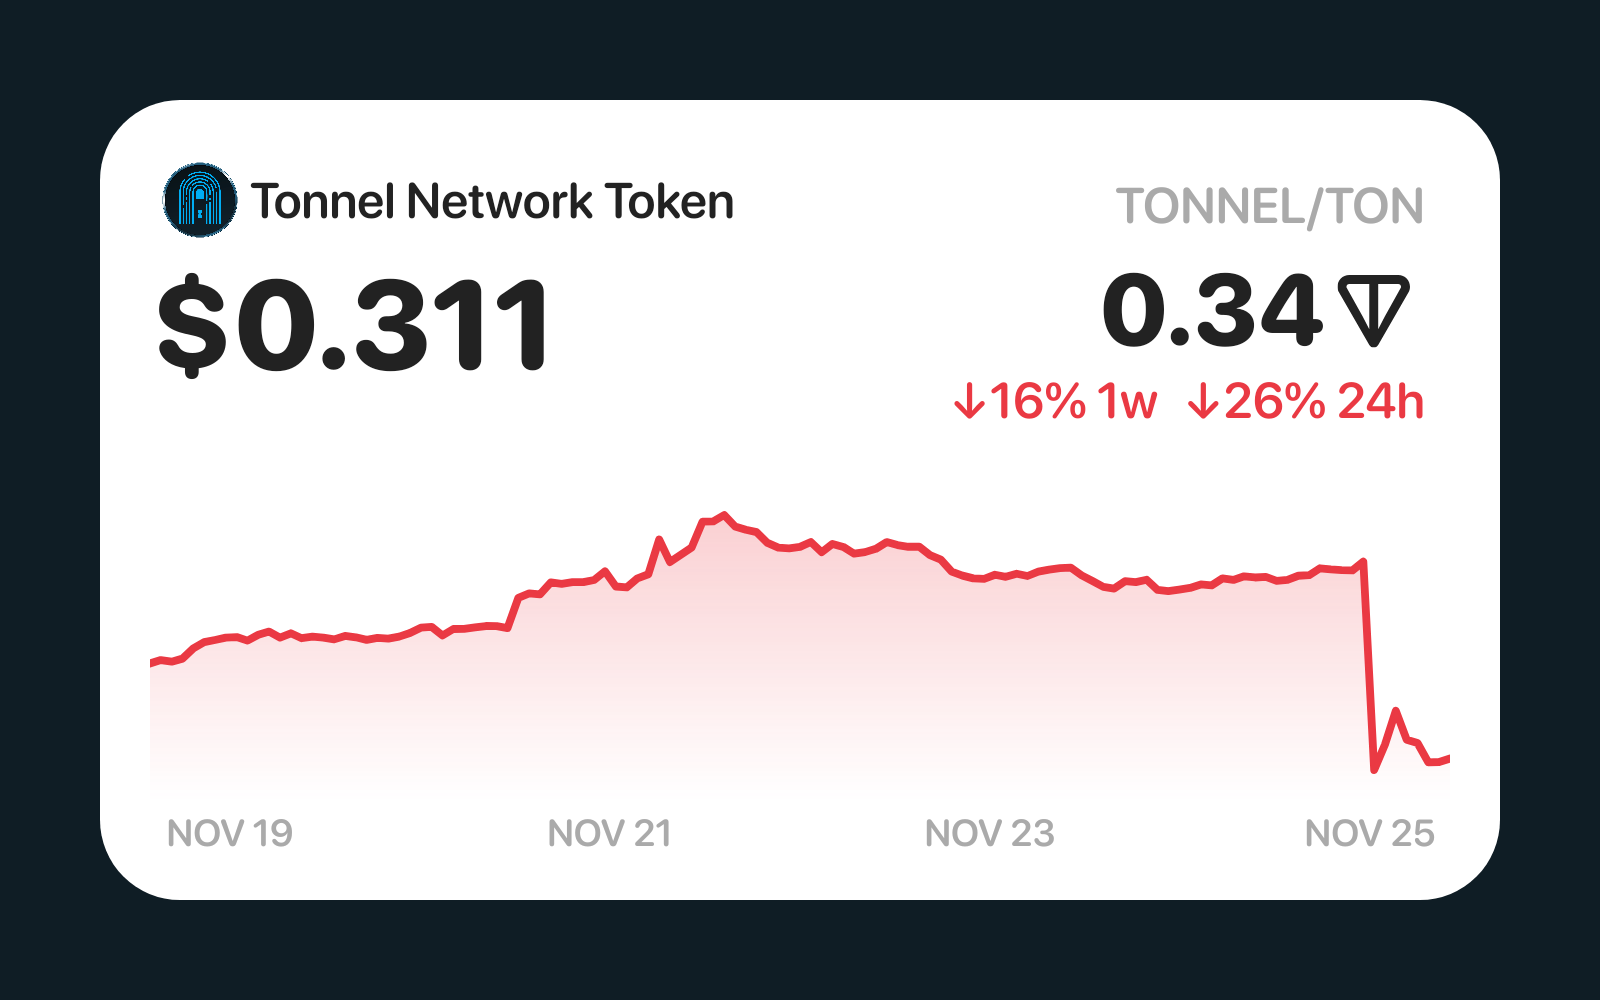 Tonnel Network Token
TONNEL/TON
$0.311
0.34
↓16% 1w ↓26% 24h
NOV 19 NOV 21 NOV 23 NOV 25